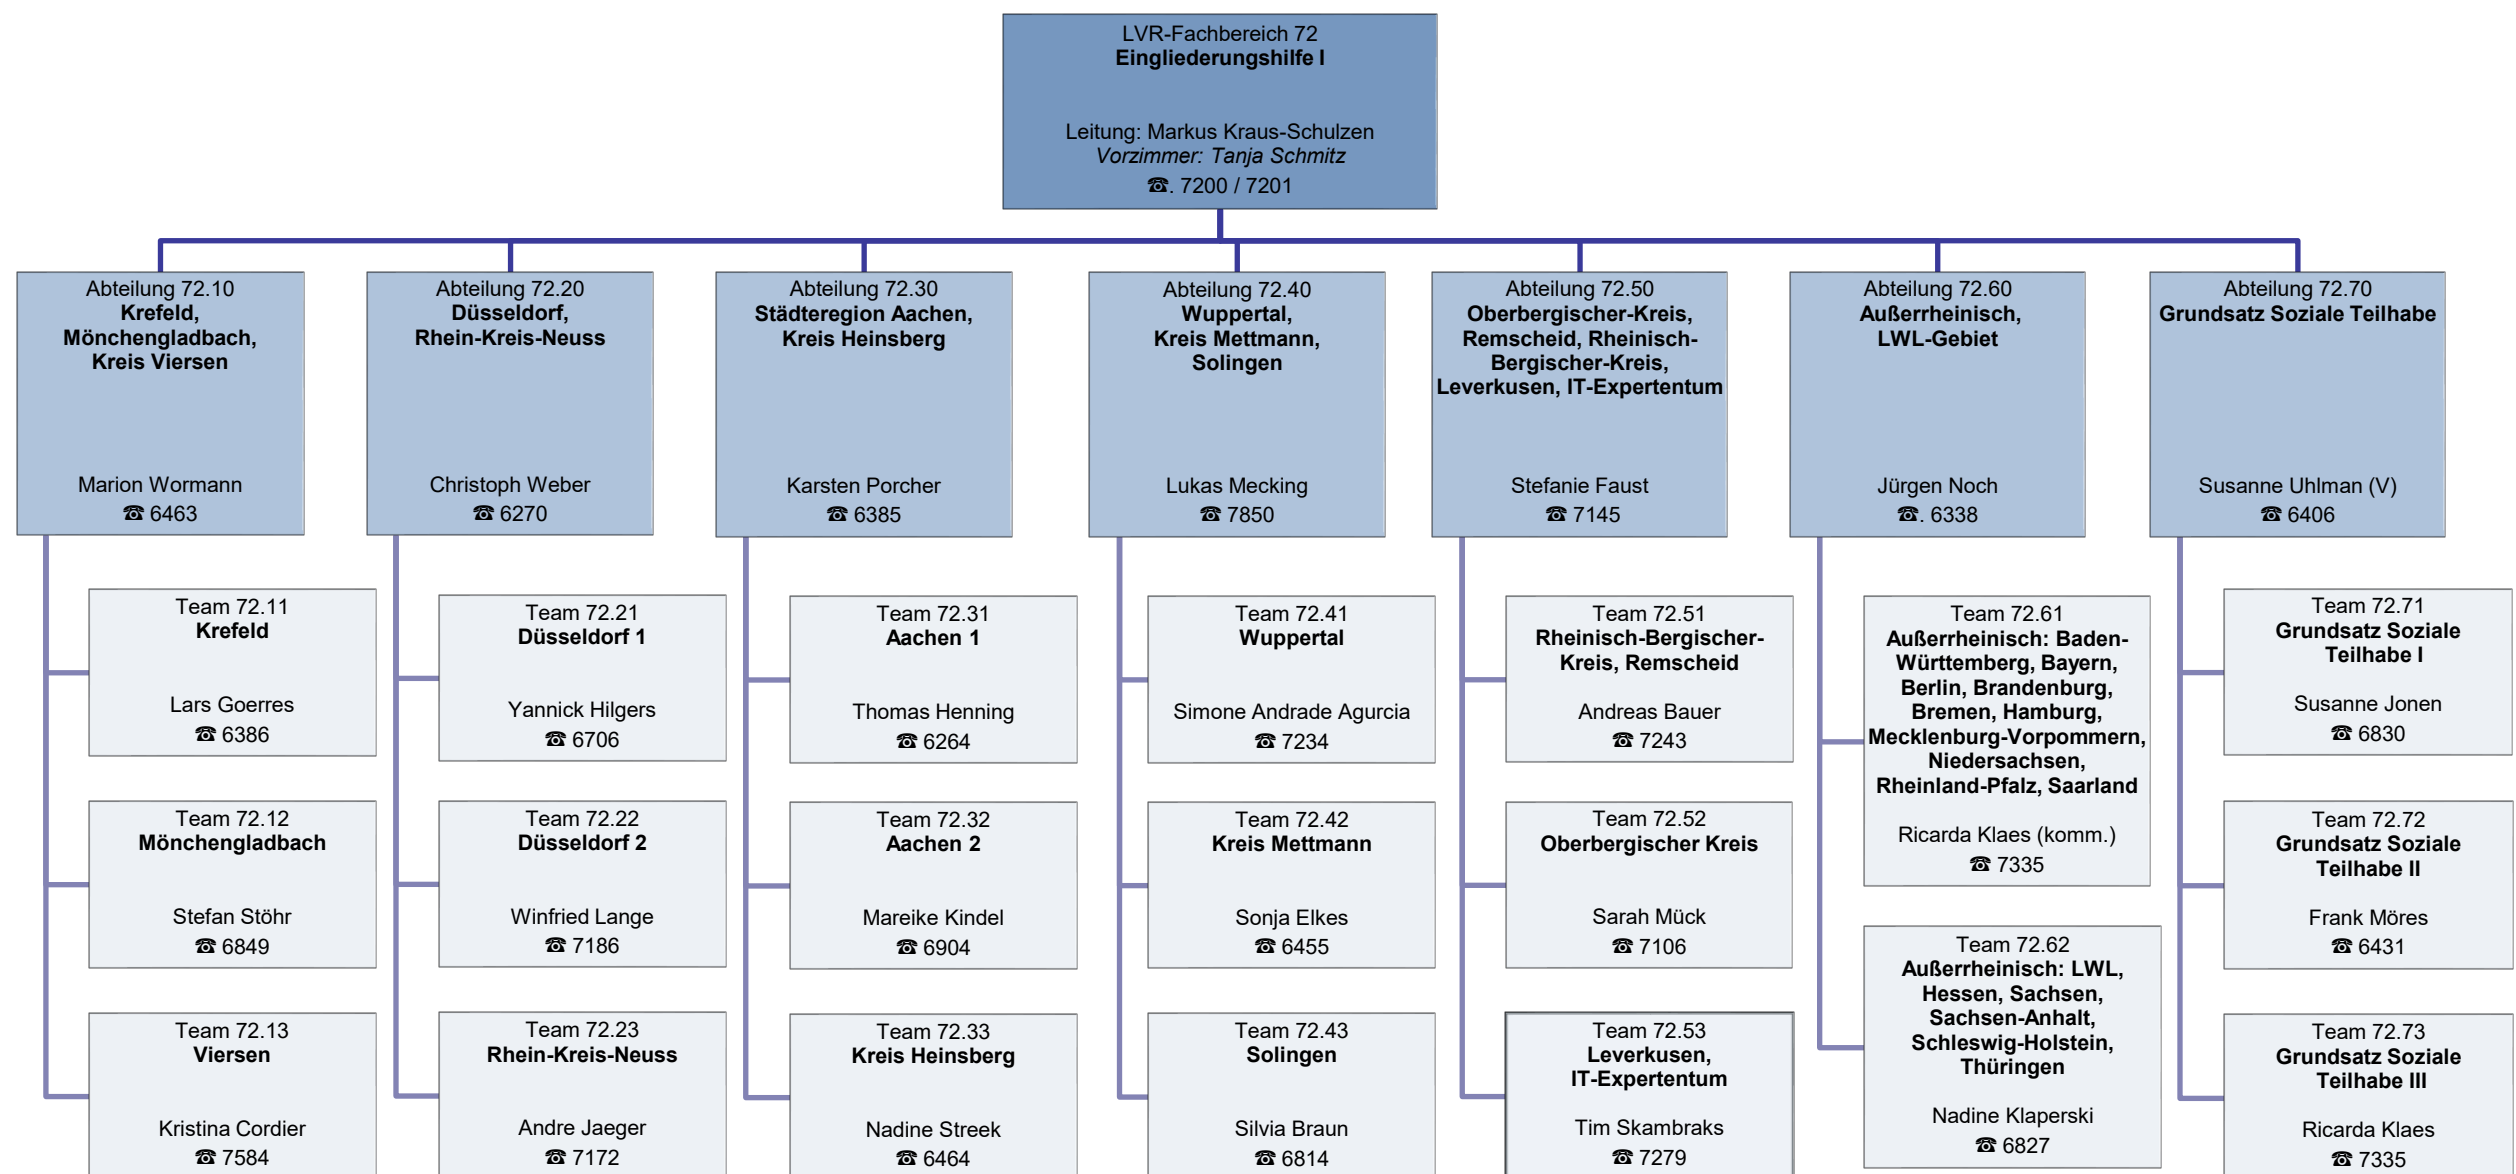 LVR-Fachbereich 72
Eingliederungshilfe I
Leitung: Markus Kraus-Schulzen
Vorzimmer: Tanja Schmitz
☎. 7200 / 7201
Abteilung 72.10
Krefeld,
Mönchengladbach,
Kreis Viersen
Marion Wormann
☎ 6463
Abteilung 72.20
Düsseldorf,
Rhein-Kreis-Neuss
Christoph Weber
☎ 6270
Abteilung 72.30
Städteregion Aachen,
Kreis Heinsberg
Karsten Porcher
☎ 6385
Abteilung 72.40
Wuppertal,
Kreis Mettmann,
Solingen
Lukas Mecking
☎ 7850
Abteilung 72.50
Oberbergischer-Kreis,
Remscheid, Rheinisch-
Bergischer-Kreis,
Leverkusen, IT-Expertentum
Stefanie Faust
☎ 7145
Abteilung 72.60
Außerrheinisch,
LWL-Gebiet
Jürgen Noch
☎. 6338
Abteilung 72.70
Grundsatz Soziale Teilhabe
Susanne Uhlman (V)
☎ 6406
Team 72.11
Krefeld
Lars Goerres
☎ 6386
Team 72.12
Mönchengladbach
Stefan Stöhr
☎ 6849
Team 72.13
Viersen
Kristina Cordier
☎ 7584
Team 72.21
Düsseldorf 1
Yannick Hilgers
☎ 6706
Team 72.22
Düsseldorf 2
Winfried Lange
☎ 7186
Team 72.23
Rhein-Kreis-Neuss
Andre Jaeger
☎ 7172
Team 72.31
Aachen 1
Thomas Henning
☎ 6264
Team 72.32
Aachen 2
Mareike Kindel
☎ 6904
Team 72.33
Kreis Heinsberg
Nadine Streek
☎ 6464
Team 72.41
Wuppertal
Simone Andrade Agurcia
☎ 7234
Team 72.42
Kreis Mettmann
Sonja Elkes
☎ 6455
Team 72.43
Solingen
Silvia Braun
☎ 6814
Team 72.51
Rheinisch-Bergischer-
Kreis, Remscheid
Andreas Bauer
☎ 7243
Team 72.52
Oberbergischer Kreis
Sarah Mück
☎ 7106
Team 72.53
Leverkusen,
IT-Expertentum
Tim Skambraks
☎ 7279
Team 72.61
Außerrheinisch: Baden-
Württemberg, Bayern,
Berlin, Brandenburg,
Bremen, Hamburg,
Mecklenburg-Vorpommern,
Niedersachsen,
Rheinland-Pfalz, Saarland
Ricarda Klaes (komm.)
☎ 7335
Team 72.62
Außerrheinisch: LWL,
Hessen, Sachsen,
Sachsen-Anhalt,
Schleswig-Holstein,
Thüringen
Nadine Klaperski
☎ 6827
Team 72.71
Grundsatz Soziale
Teilhabe I
Susanne Jonen
☎ 6830
Team 72.72
Grundsatz Soziale
Teilhabe II
Frank Möres
☎ 6431
Team 72.73
Grundsatz Soziale
Teilhabe III
Ricarda Klaes
☎ 7335